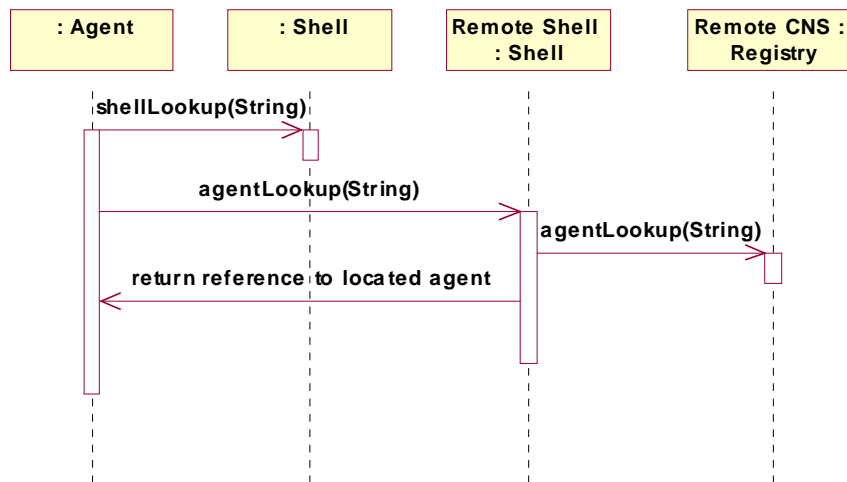 : Agent
: Shell
Remote Shell
: Shell
Remote CNS :
Registry
shellLookup(String)
agentLookup(String)
agentLookup(String)
return reference to located agent